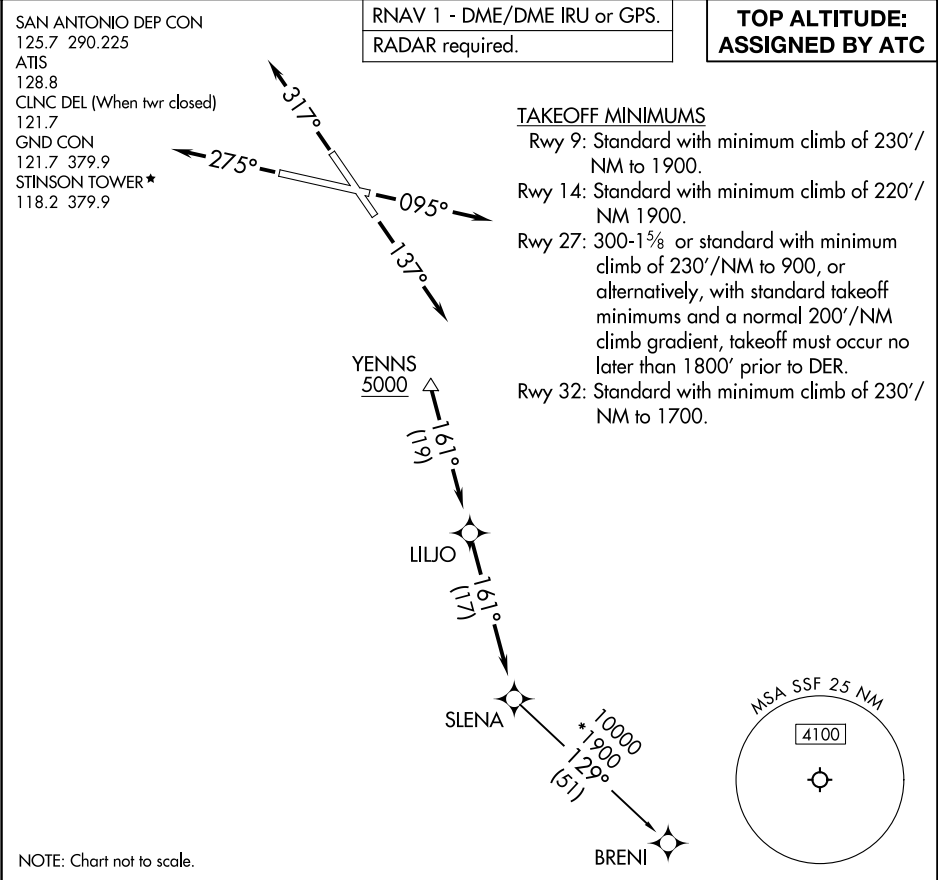 SAN ANTONIO DEP CON
125.7 290.225
ATIS
128.8
CLNC DEL (When twr closed)
121.7
GND CON
121.7 379.9
STINSON TOWER★
118.2 379.9
RNAV 1 - DME/DME IRU or GPS.
RADAR required.
TOP ALTITUDE:
ASSIGNED BY ATC
317°
275°
095°
137°
TAKEOFF MINIMUMS
Rwy 9: Standard with minimum climb of 230'/
NM to 1900.
Rwy 14: Standard with minimum climb of 220'/
NM 1900.
Rwy 27: 300-1⅝ or standard with minimum
climb of 230'/NM to 900, or
alternatively, with standard takeoff
minimums and a normal 200'/NM
climb gradient, takeoff must occur no
later than 1800' prior to DER.
Rwy 32: Standard with minimum climb of 230'/
NM to 1700.
YENNS
5000
161°
(19)
LILJO
161°
(17)
SLENA
10000
*1900
129°
(51)
BRENI
MSA SSF 25 NM
4100
NOTE: Chart not to scale.